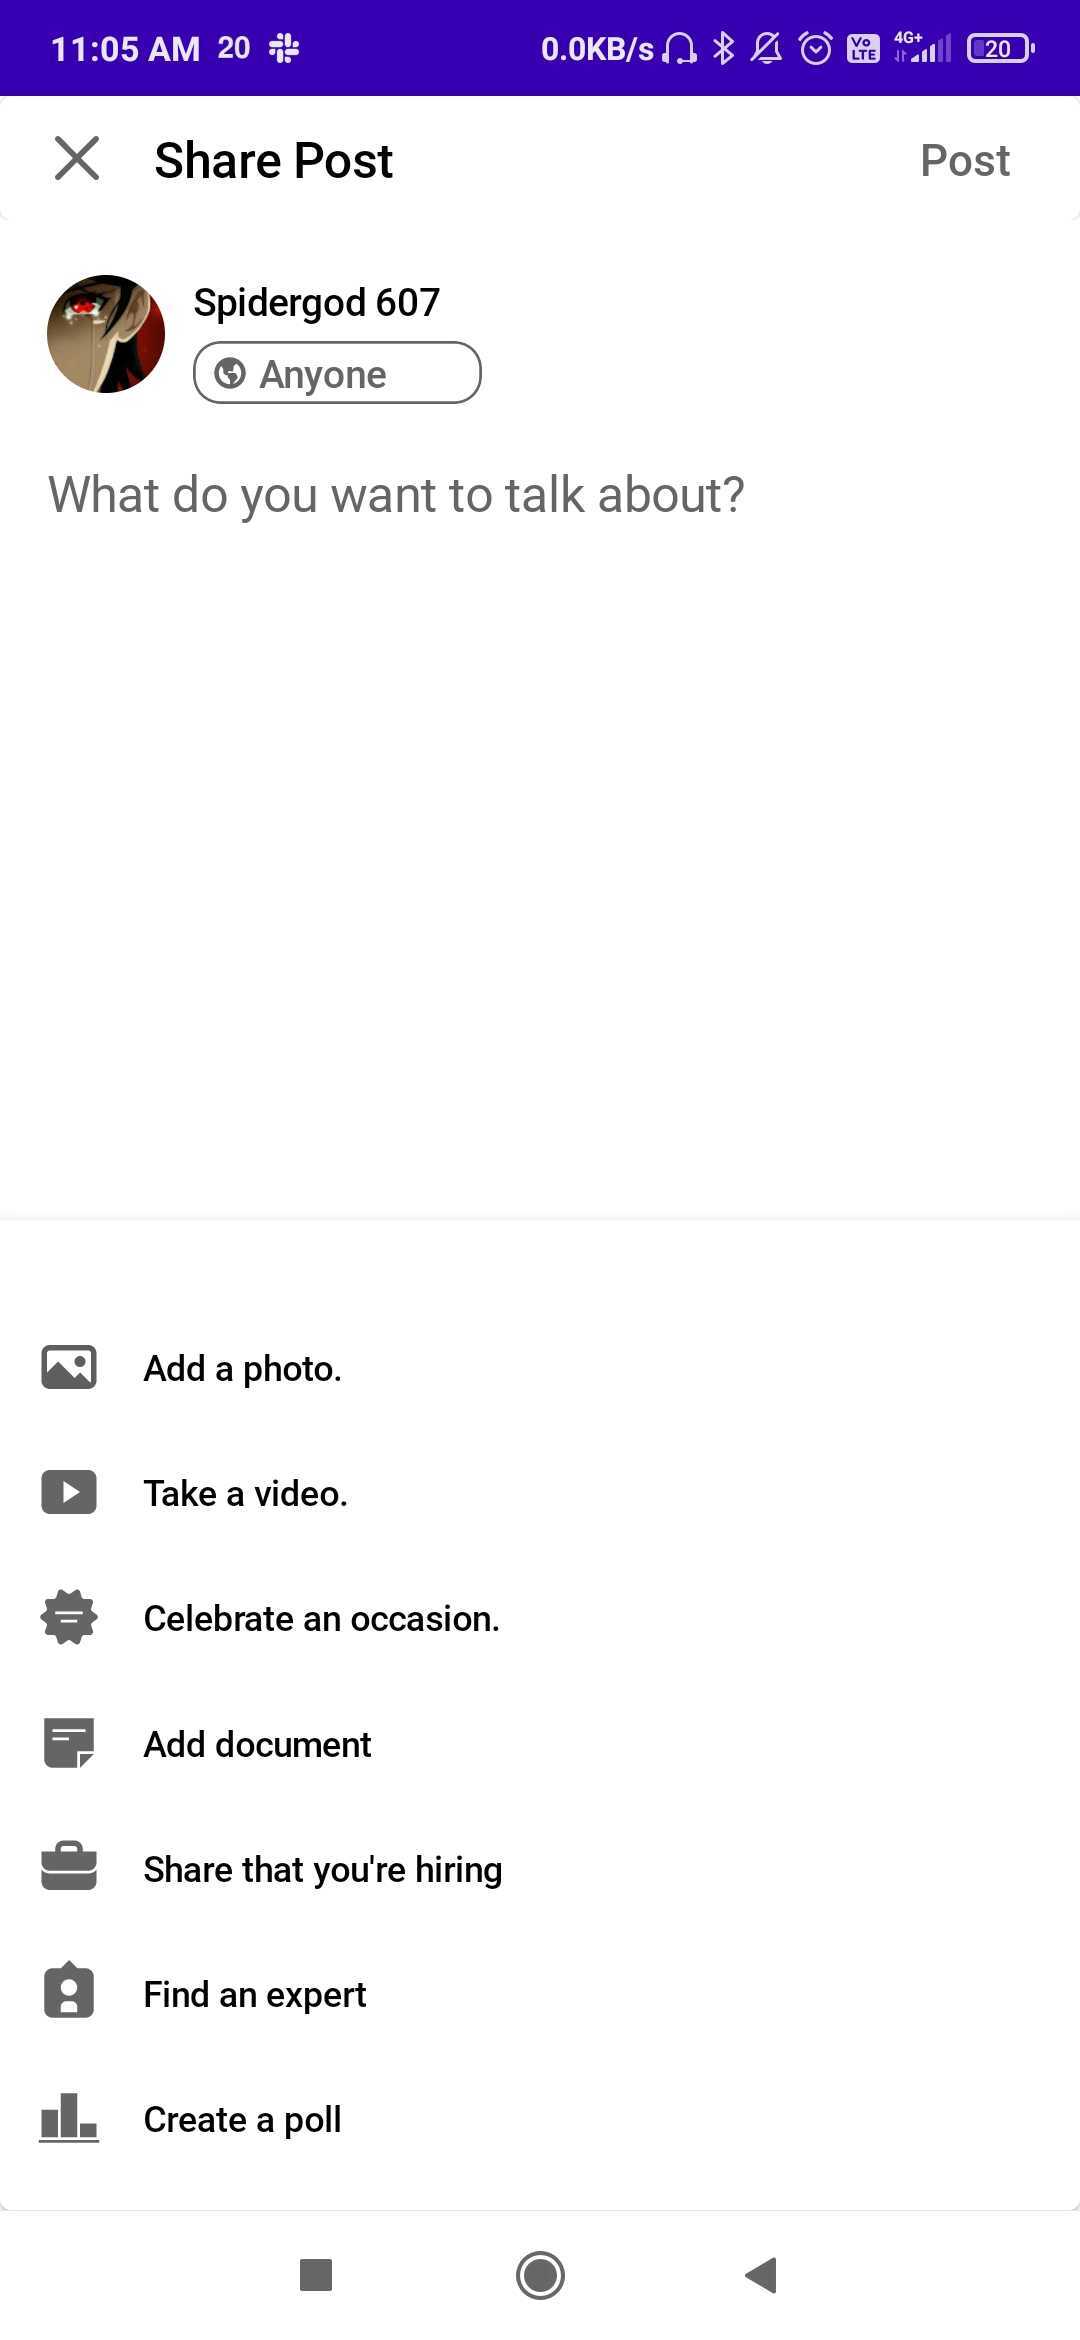 11:05 AM 20 0.0KB/s Vo LTE 4G+ 20
Share Post Post
Spidergod 607
Anyone
What do you want to talk about?
Add a photo.
Take a video.
Celebrate an occasion.
Add document
Share that you're hiring
Find an expert
Create a poll